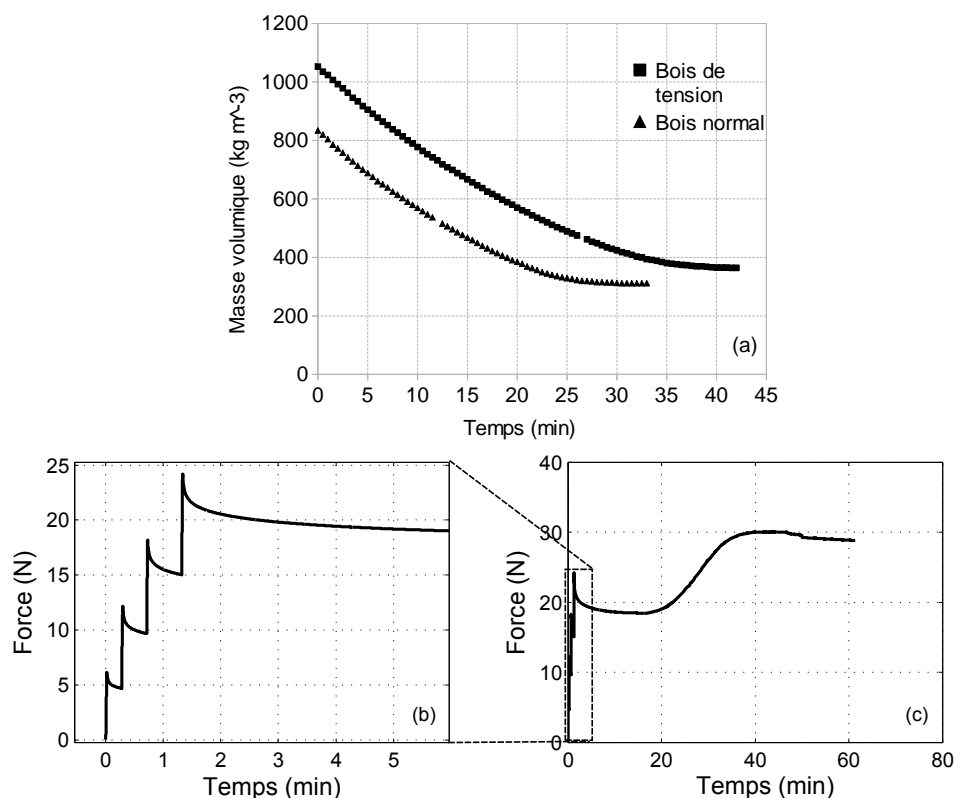 1200
1000
800
600
400
200
0
Masse volumique (kg m^-3)
Bois de
tension
Bois normal
(a)
0 5 10 15 20 25 30 35 40 45
Temps (min)
25
20
15
10
5
0
Force (N)
(b)
0 1 2 3 4 5
Temps (min)
40
30
20
10
0
Force (N)
(c)
0 20 40 60 80
Temps (min)